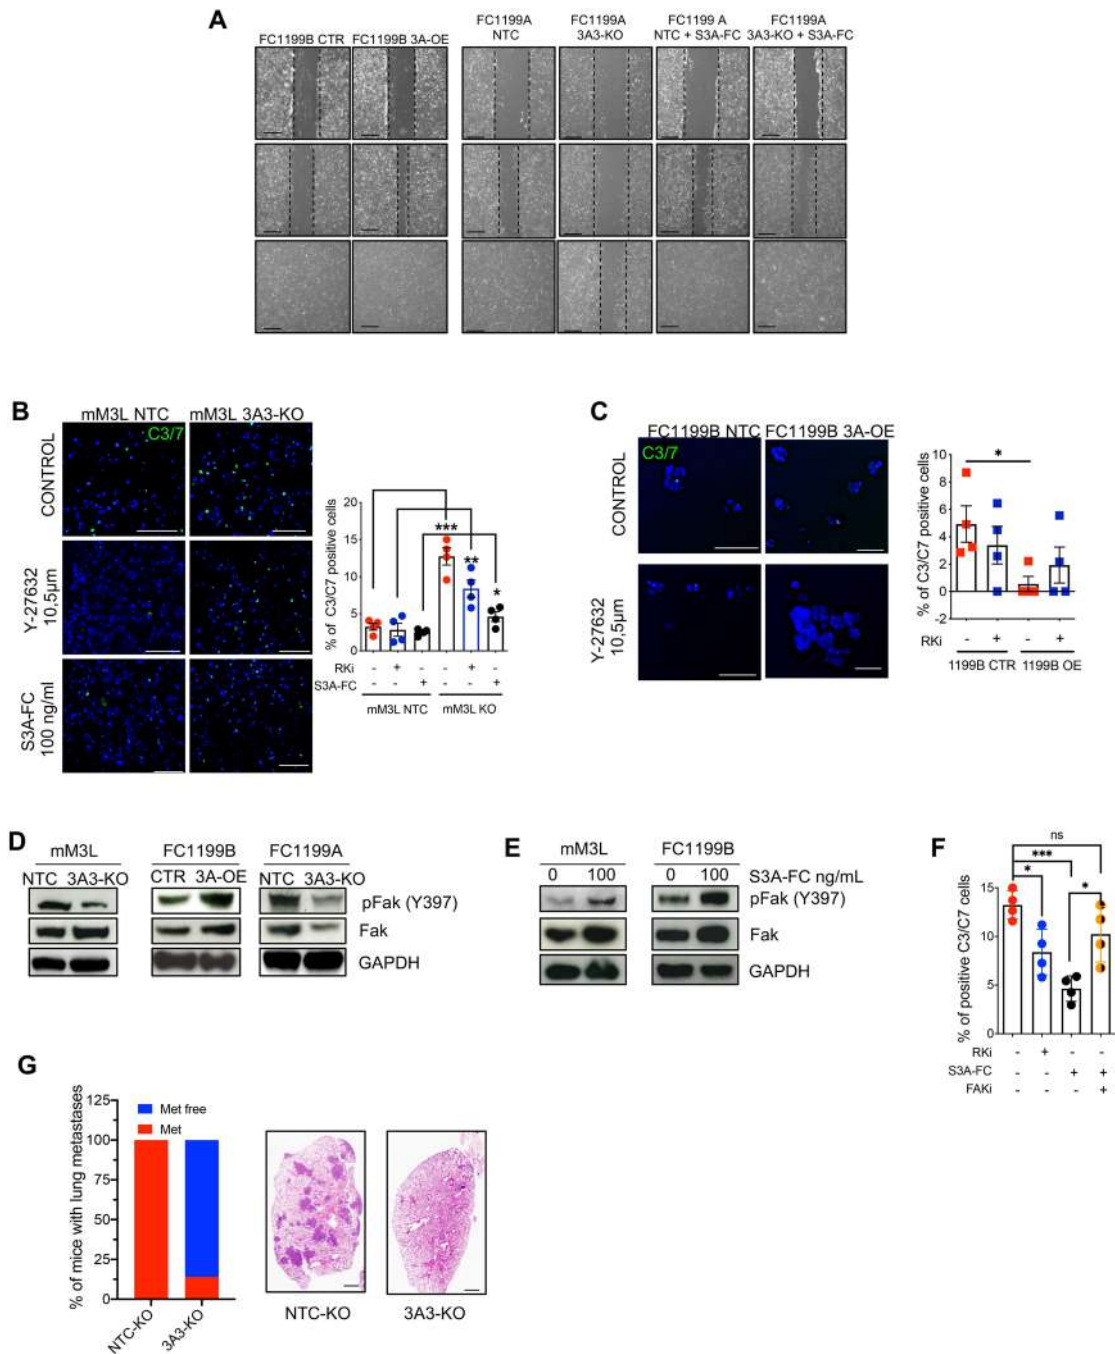 A
FC1199B CTR FC1199B 3A-OE
FC1199A
NTC
FC1199A
3A3-KO
FC1199 A
NTC + S3A-FC
FC1199A
3A3-KO + S3A-FC
B
mM3L NTC mM3L 3A3-KO
C3/7
CONTROL
Y-27632
10,5µm
S3A-FC
100 ng/ml
% of C3/C7 positive cells
20
15
10
5
0
***
**
*
- + - - + -
RKi
- - + - - +
S3A-FC
mM3L NTC mM3L KO
C
FC1199B NTC FC1199B 3A-OE
C3/7
CONTROL
Y-27632
10,5µm
% of C3/C7 positive cells
10
8
6
4
2
0
-2
*
- + - +
RKi
1199B CTR 1199B OE
D
mM3L FC1199B FC1199A
NTC 3A3-KO CTR 3A-OE NTC 3A3-KO
pFak (Y397)
Fak
GAPDH
E
mM3L FC1199B
0 100 0 100 S3A-FC ng/mL
pFak (Y397)
Fak
GAPDH
F
ns
***
*
*
% of positive C3/C7 cells
15
10
5
0
RKi - + - -
S3A-FC - - + +
FAKi - - - +
G
% of mice with lung metastases
125
100
75
50
25
0
Met free
Met
NTC-KO
3A3-KO
NTC-KO 3A3-KO